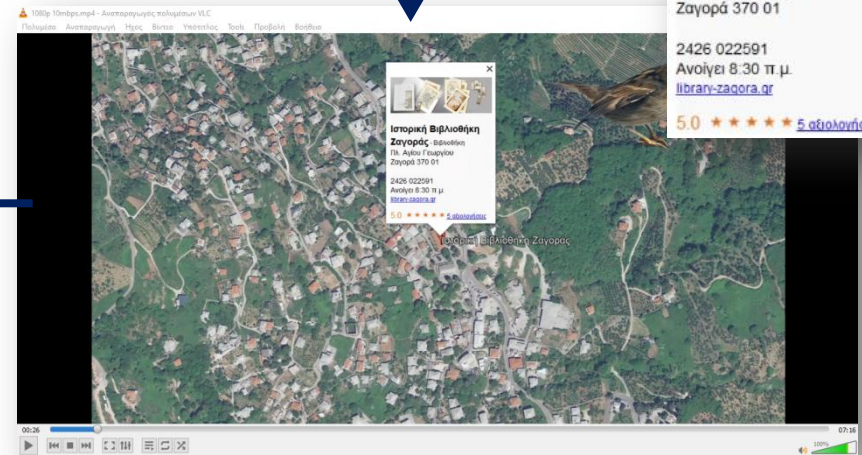 1080p 10mbps.mp4 - Αναπαραγωγός πολυμέσων VLC
Πολυμέσα Αναπαραγωγή Ήχος Βίντεο Υπότιτλος Tools Προβολή Βοήθεια
Ζαγορά 370 01
2426 022591
Ανοίγει 8:30 π.μ.
library-zagora.gr
5.0 ★ ★ ★ ★ ★
Ιστορική Βιβλιοθήκη
Ζαγοράς - Βιβλιοθήκη
Πλ. Αγίου Γεωργίου
Ζαγορά 370 01
2426 022591
Ανοίγει 8:30 π.μ.
library-zagora.gr
5.0 ★ ★ ★ ★ ★ 5 αξιολογήσεις
Ιστορική Βιβλιοθήκη Ζαγοράς
00:26
07:16
100%